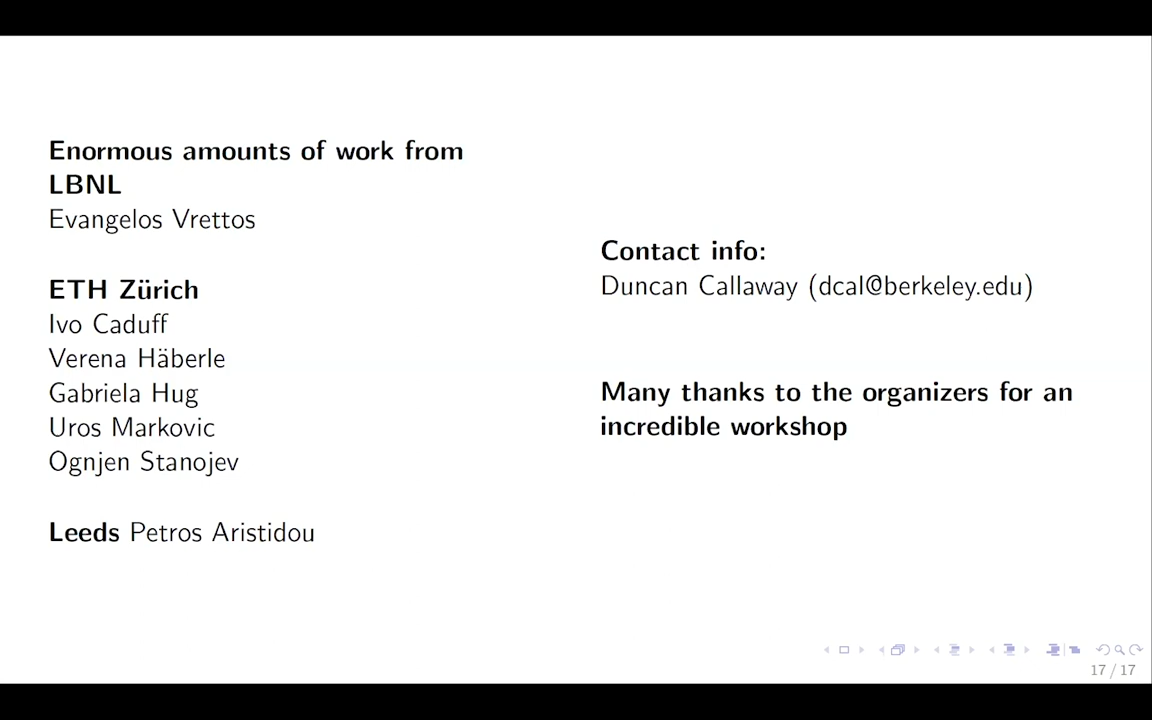 Enormous amounts of work from
LBNL
Evangelos Vrettos
ETH Zürich
Ivo Caduff
Verena Häberle
Gabriela Hug
Uros Markovic
Ognjen Stanojev
Leeds Petros Aristidou
Contact info:
Duncan Callaway (dcal@berkeley.edu)
Many thanks to the organizers for an
incredible workshop
17 / 17